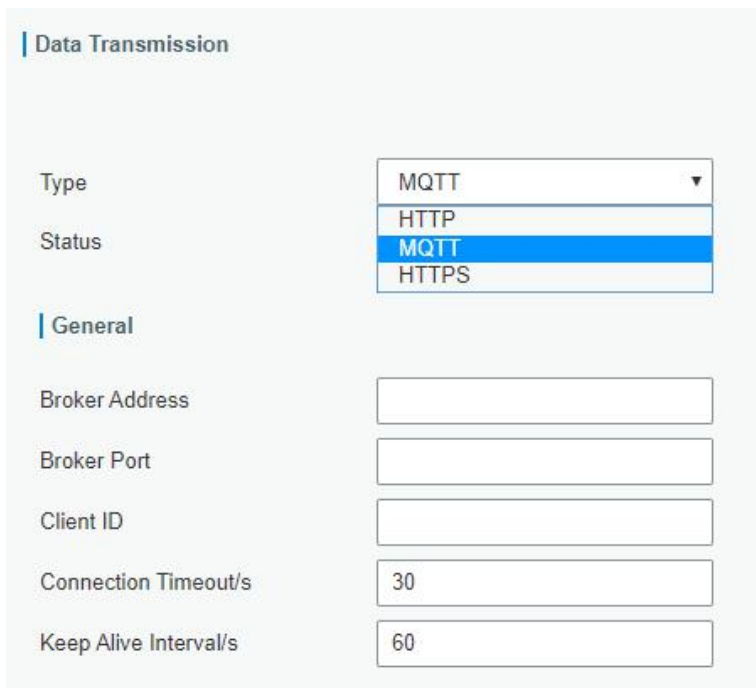 Data Transmission
Type MQTT
HTTP
Status MQTT
HTTPS
General
Broker Address
Broker Port
Client ID
Connection Timeout/s 30
Keep Alive Interval/s 60